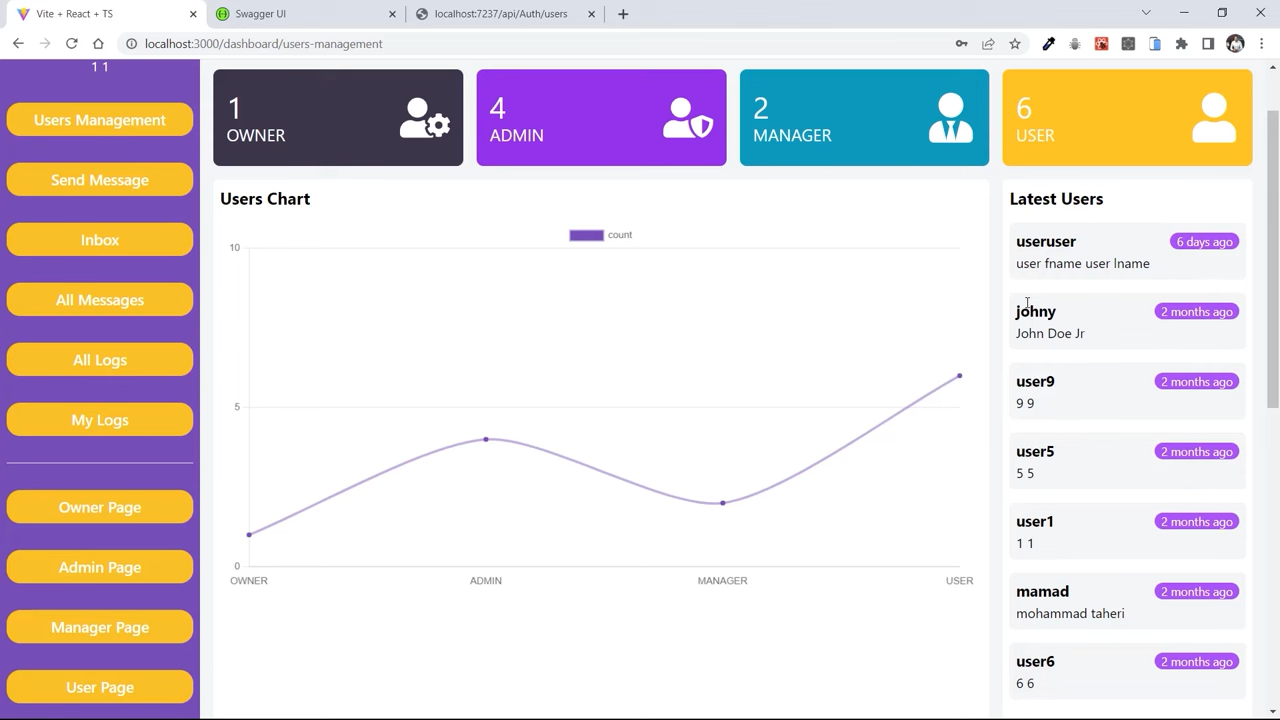 Vite + React + TS
Swagger UI
localhost:7237/api/Auth/users
localhost:3000/dashboard/users-management
1 1
Users Management
Send Message
Inbox
All Messages
All Logs
My Logs
Owner Page
Admin Page
Manager Page
User Page
1
OWNER
4
ADMIN
2
MANAGER
6
USER
Users Chart
count
10
5
0
OWNER
ADMIN
MANAGER
USER
Latest Users
useruser
6 days ago
user fname user lname
johny
2 months ago
John Doe Jr
user9
2 months ago
9 9
user5
2 months ago
5 5
user1
2 months ago
1 1
mamad
2 months ago
mohammad taheri
user6
2 months ago
6 6